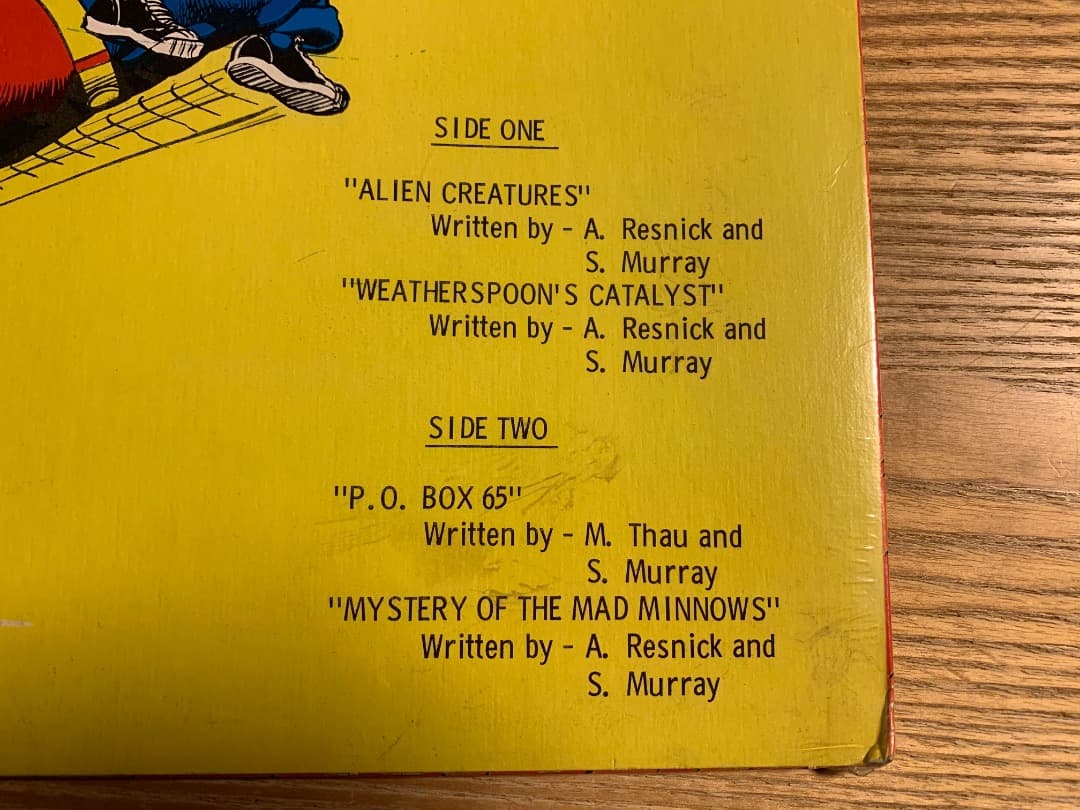 SIDE ONE
"ALIEN CREATURES"
Written by - A. Resnick and
S. Murray
"WEATHERSPOON'S CATALYST"
Written by - A. Resnick and
S. Murray
SIDE TWO
"P.O. BOX 65"
Written by - M. Thau and
S. Murray
"MYSTERY OF THE MAD MINNOWS"
Written by - A. Resnick and
S. Murray